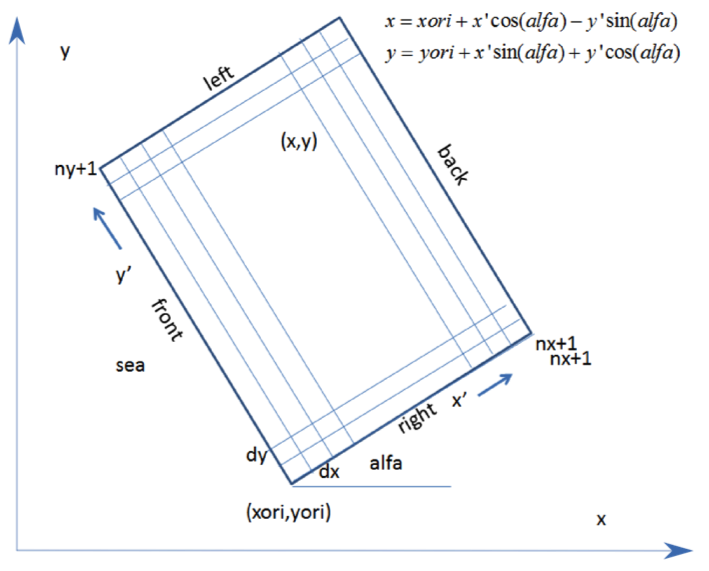 x = xori + x'cos(alfa) − y'sin(alfa)
y = yori + x'sin(alfa) + y'cos(alfa)
y
left
(x,y)
back
ny+1
y'
front
sea
nx+1
nx+1
x'
right
dy
dx
alfa
(xori,yori)
x